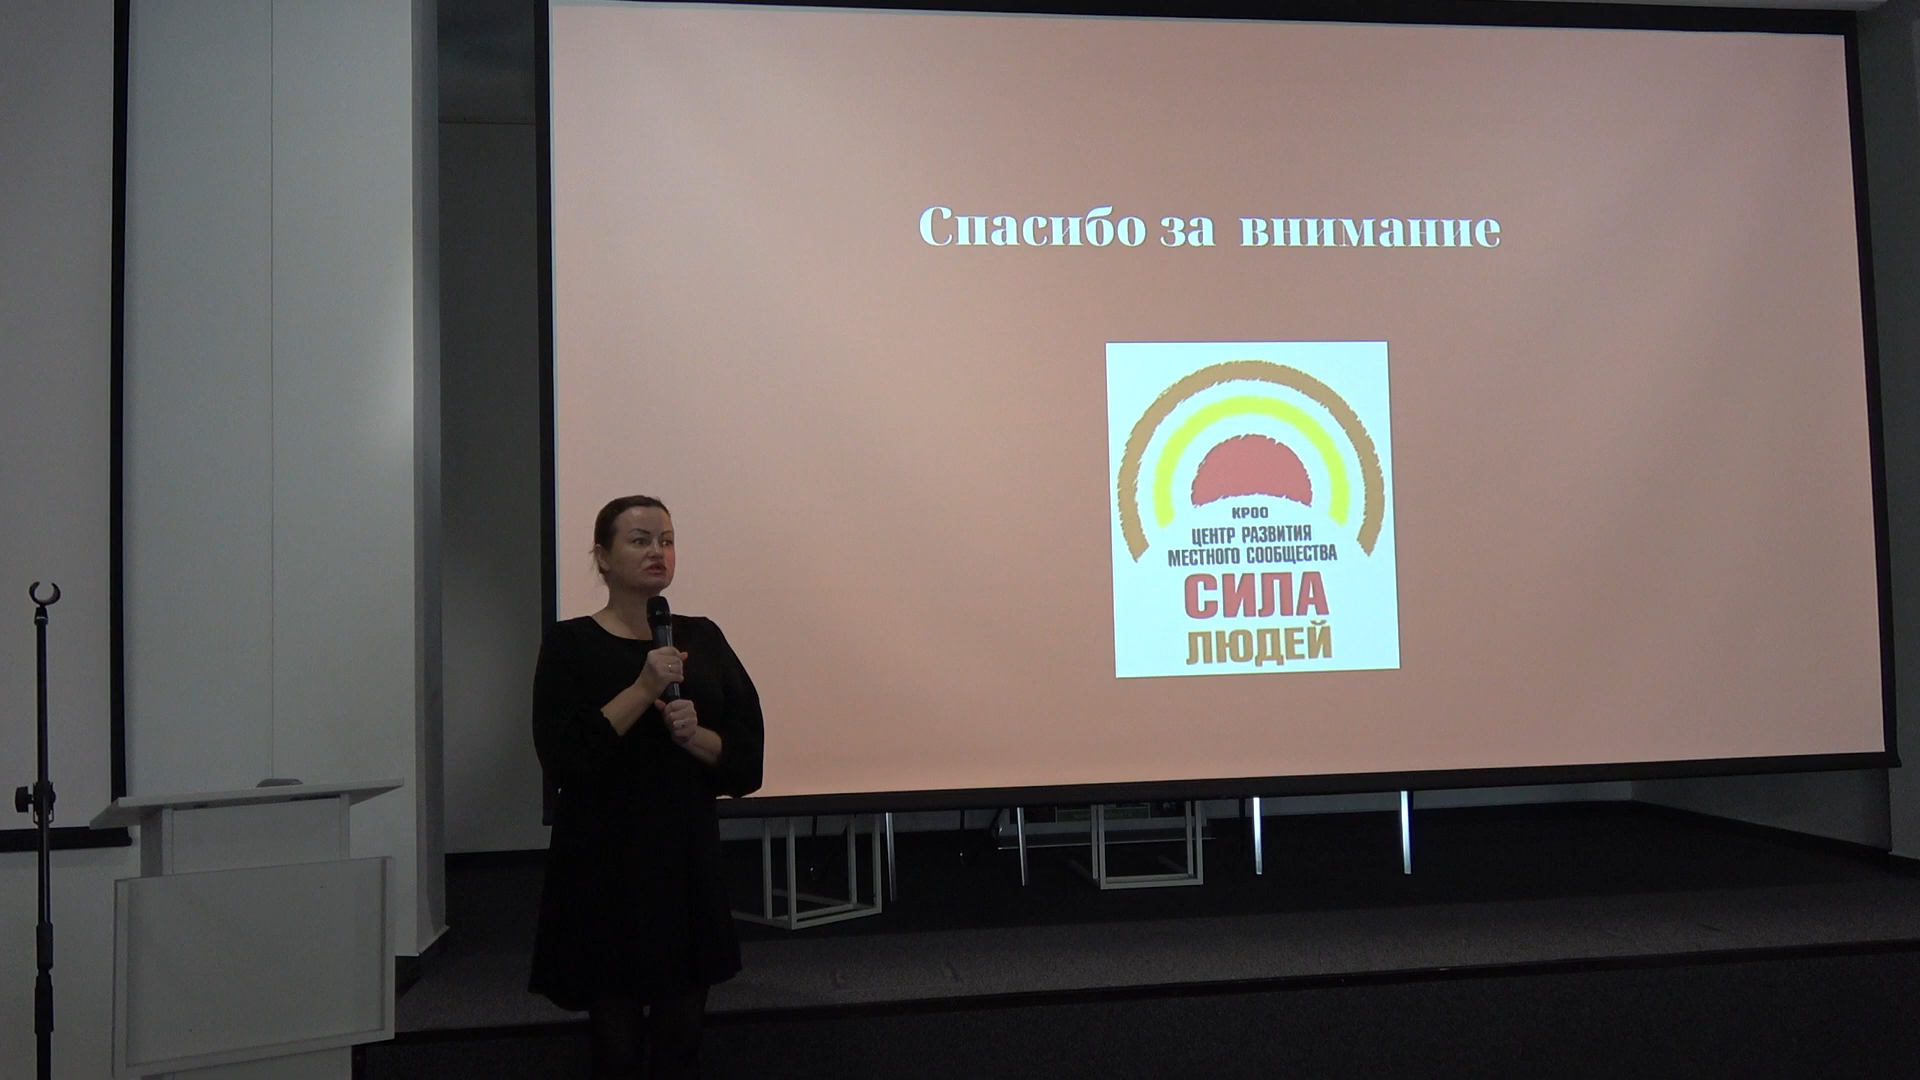 Спасибо за внимание
КРОО
ЦЕНТР РАЗВИТИЯ
МЕСТНОГО СООБЩЕСТВА
СИЛА
ЛЮДЕЙ